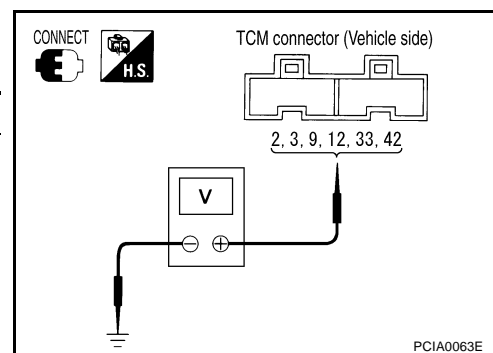 CONNECT
H.S.
TCM connector (Vehicle side)
2, 3, 9, 12, 33, 42
V
− +
PCIA0063E